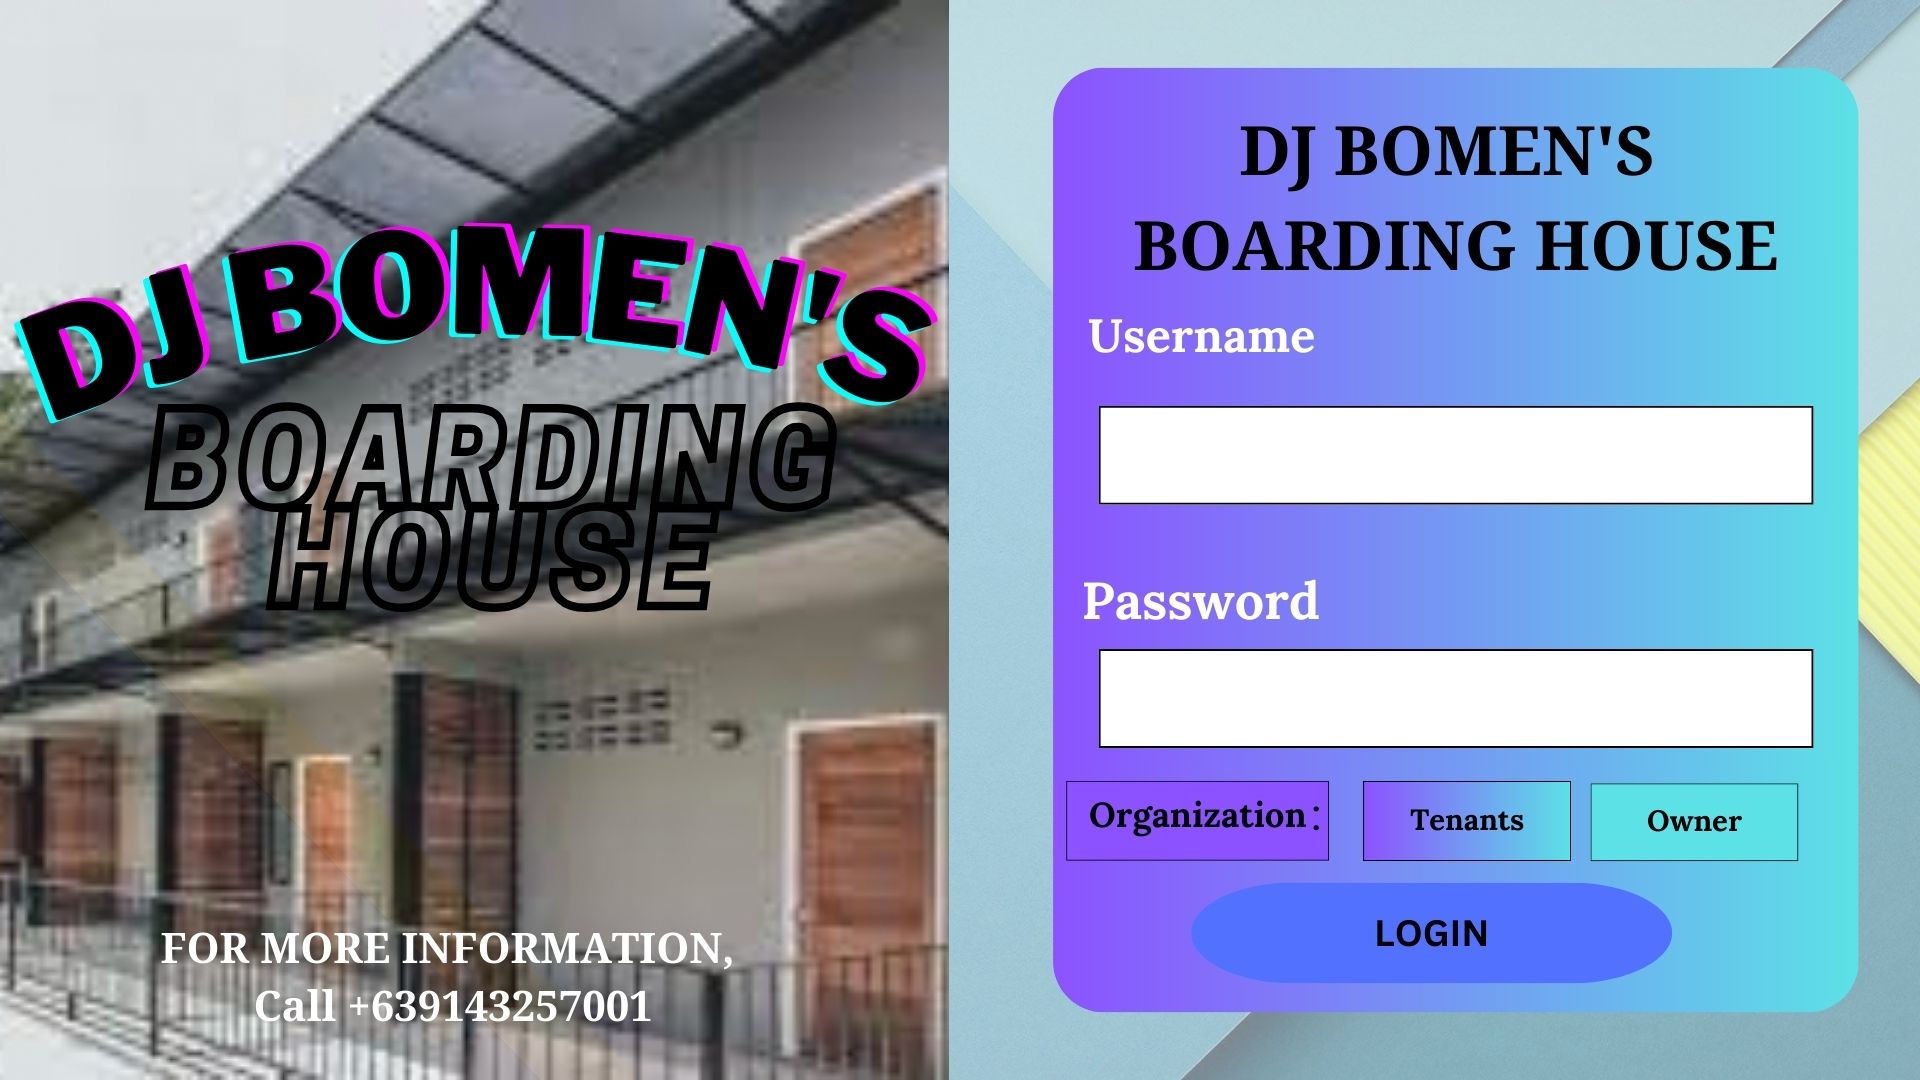 DJ BOMEN'S
BOARDING
HOUSE
FOR MORE INFORMATION,
Call +639143257001
DJ BOMEN'S
BOARDING HOUSE
Username
Password
Organization:
Tenants
Owner
LOGIN